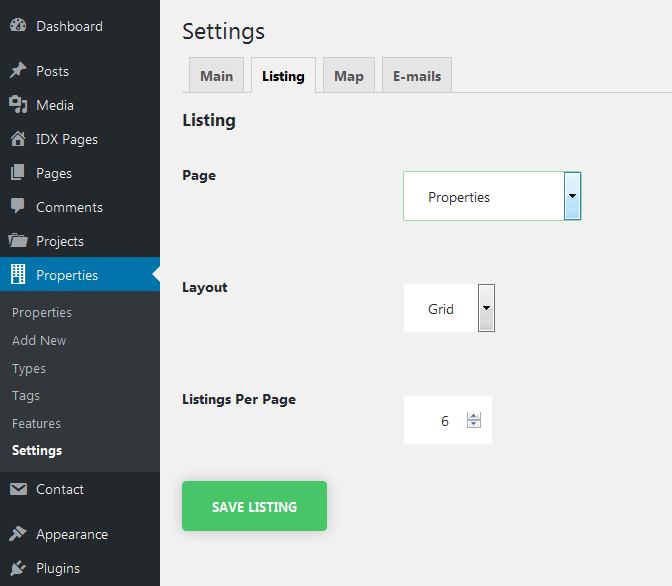 Dashboard
Posts
Media
IDX Pages
Pages
Comments
Projects
Properties
Properties
Add New
Types
Tags
Features
Settings
Contact
Appearance
Plugins
Settings
Main Listing Map E-mails
Listing
Page Properties
Layout Grid
Listings Per Page 6
SAVE LISTING